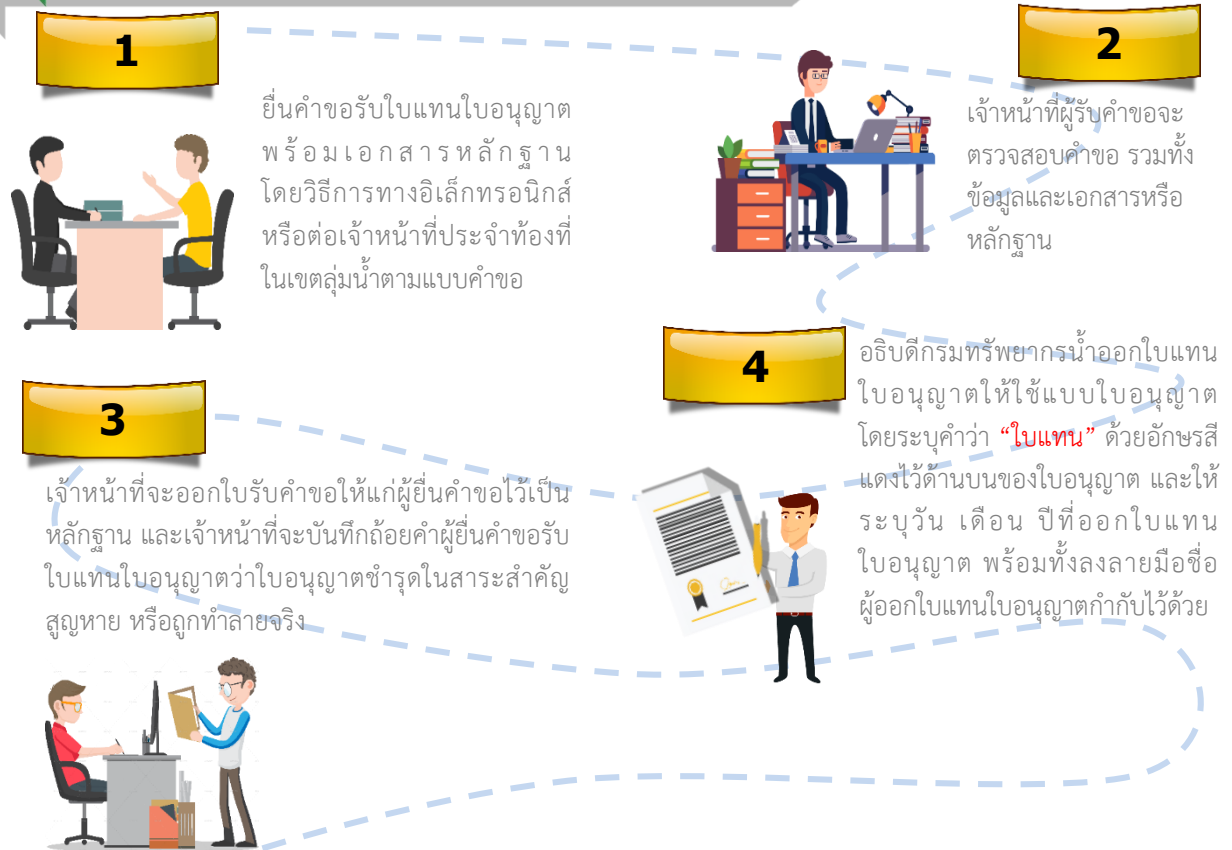 1
ยื่นคำขอรับใบแทนใบอนุญาต
พร้อมเอกสารหลักฐาน
โดยวิธีการทางอิเล็กทรอนิกส์
หรือต่อเจ้าหน้าที่ประจำท้องที่
ในเขตลุ่มน้ำตามแบบคำขอ
2
เจ้าหน้าที่ผู้รับคำขอจะ
ตรวจสอบคำขอ รวมทั้ง
ข้อมูลและเอกสารหรือ
หลักฐาน
3
เจ้าหน้าที่จะออกใบรับคำขอให้แก่ผู้ยื่นคำขอไว้เป็น
หลักฐาน และเจ้าหน้าที่จะบันทึกถ้อยคำผู้ยื่นคำขอรับ
ใบแทนใบอนุญาตว่าใบอนุญาตชำรุดในสาระสำคัญ
สูญหาย หรือถูกทำลายจริง
4
อธิบดีกรมทรัพยากรน้ำออกใบแทน
ใบอนุญาตให้ใช้แบบใบอนุญาต
โดยระบุคำว่า “ใบแทน” ด้วยอักษรสี
แดงไว้ด้านบนของใบอนุญาต และให้
ระบุวัน เดือน ปีที่ออกใบแทน
ใบอนุญาต พร้อมทั้งลงลายมือชื่อ
ผู้ออกใบแทนใบอนุญาตกำกับไว้ด้วย